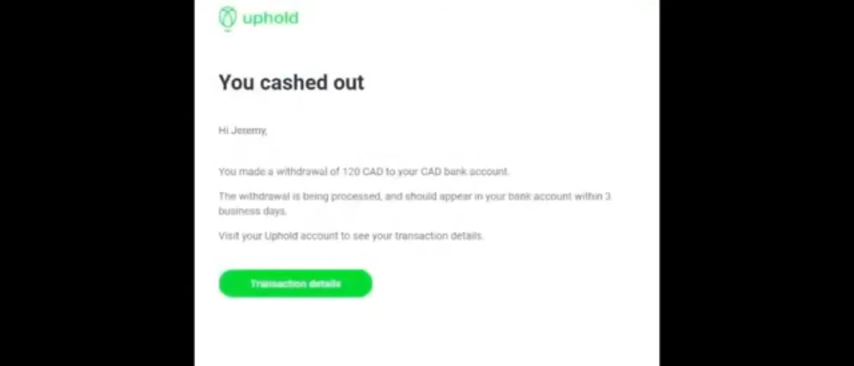 uphold
You cashed out
Hi Jeremy,
You made a withdrawal of 120 CAD to your CAD bank account.
The withdrawal is being processed, and should appear in your bank account within 3
business days.
Visit your Uphold account to see your transaction details.
Transaction details